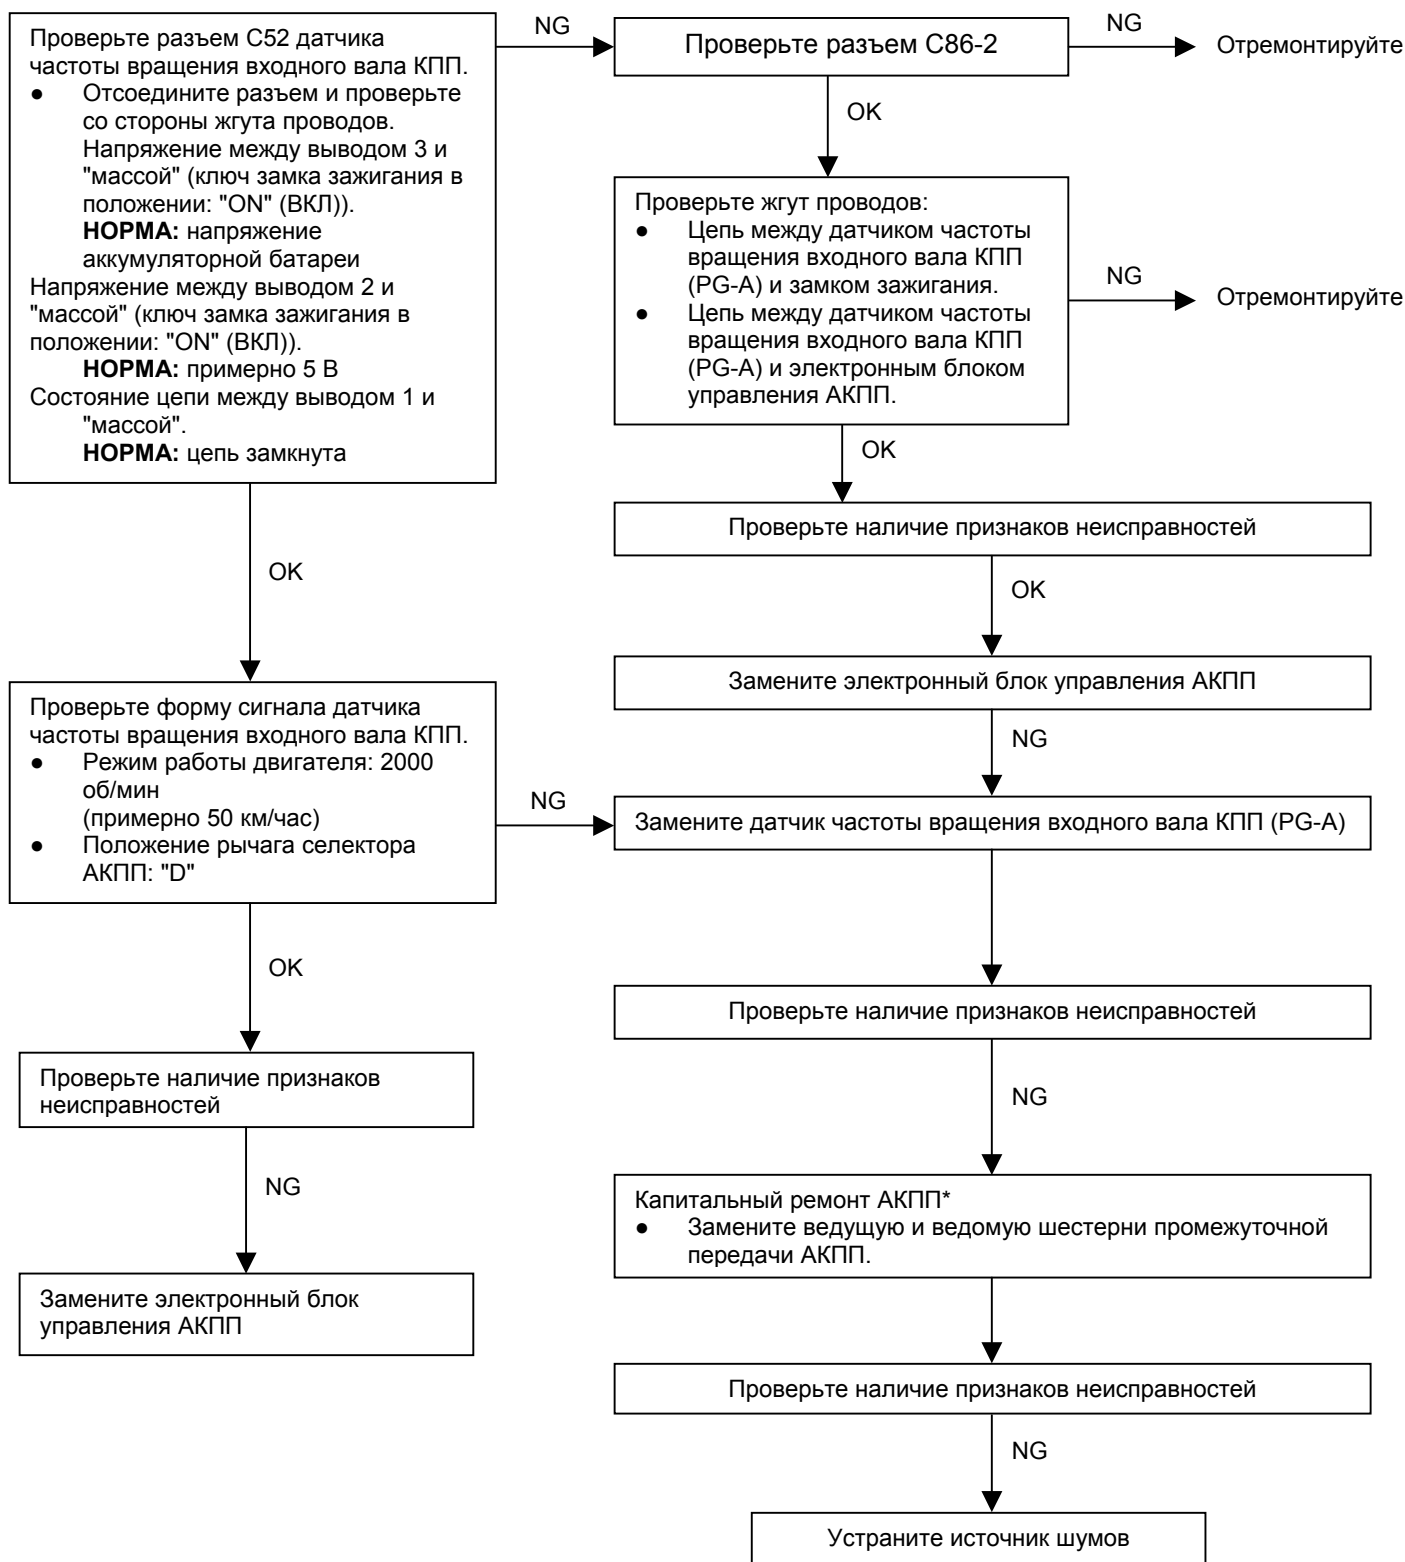 Проверьте разъем С52 датчика
частоты вращения входного вала КПП.
● Отсоедините разъем и проверьте
со стороны жгута проводов.
Напряжение между выводом 3 и
"массой" (ключ замка зажигания в
положении: "ON" (ВКЛ)).
НОРМА: напряжение
аккумуляторной батареи
Напряжение между выводом 2 и
"массой" (ключ замка зажигания в
положении: "ON" (ВКЛ)).
НОРМА: примерно 5 В
Состояние цепи между выводом 1 и
"массой".
НОРМА: цепь замкнута
NG
Проверьте разъем С86-2
NG
Отремонтируйте
OK
Проверьте жгут проводов:
● Цепь между датчиком частоты
вращения входного вала КПП
(PG-A) и замком зажигания.
● Цепь между датчиком частоты
вращения входного вала КПП
(PG-A) и электронным блоком
управления АКПП.
NG
Отремонтируйте
OK
Проверьте наличие признаков неисправностей
OK
Замените электронный блок управления АКПП
NG
OK
Проверьте форму сигнала датчика
частоты вращения входного вала КПП.
● Режим работы двигателя: 2000
об/мин
(примерно 50 км/час)
● Положение рычага селектора
АКПП: "D"
NG
Замените датчик частоты вращения входного вала КПП (PG-A)
OK
Проверьте наличие признаков
неисправностей
NG
Замените электронный блок
управления АКПП
Проверьте наличие признаков неисправностей
NG
Капитальный ремонт АКПП*
● Замените ведущую и ведомую шестерни промежуточной
передачи АКПП.
Проверьте наличие признаков неисправностей
NG
Устраните источник шумов